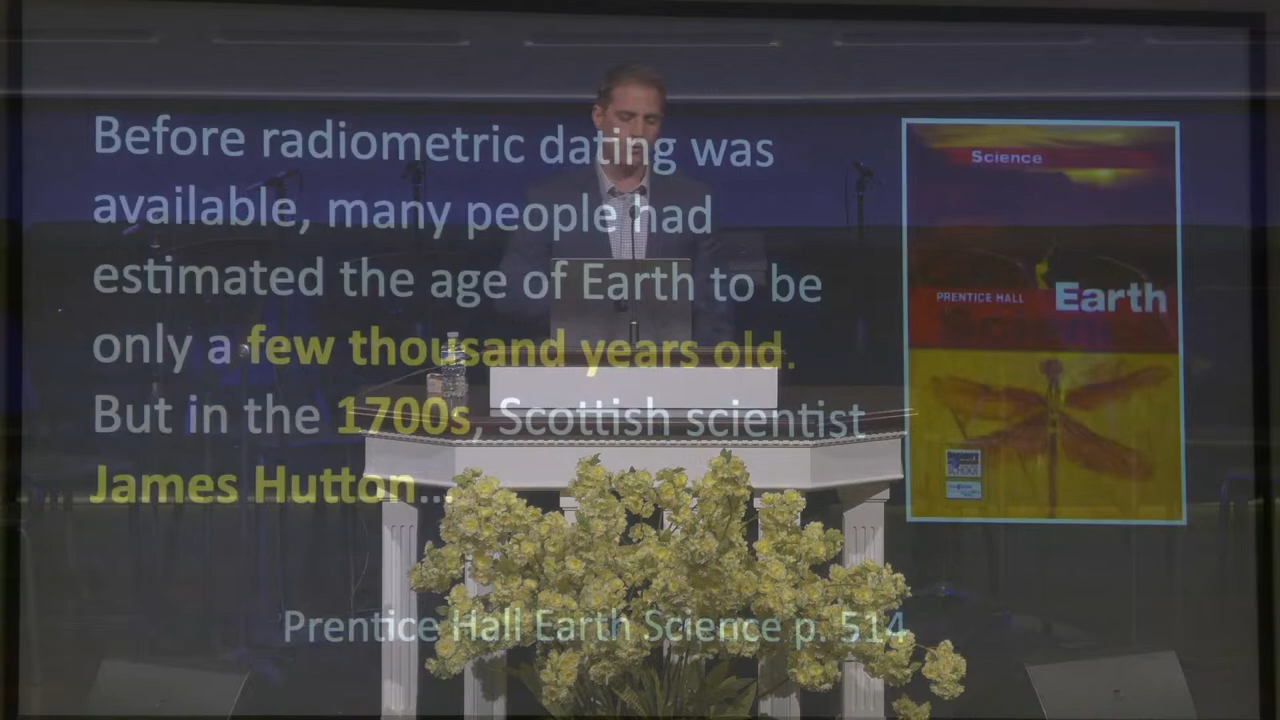 Before radiometric dating was
available, many people had
estimated the age of Earth to be
only a few thousand years old.
But in the 1700s, Scottish scientist
James Hutton...
Prentice Hall Earth Science p. 514
Science
PRENTICE HALL Earth
Science